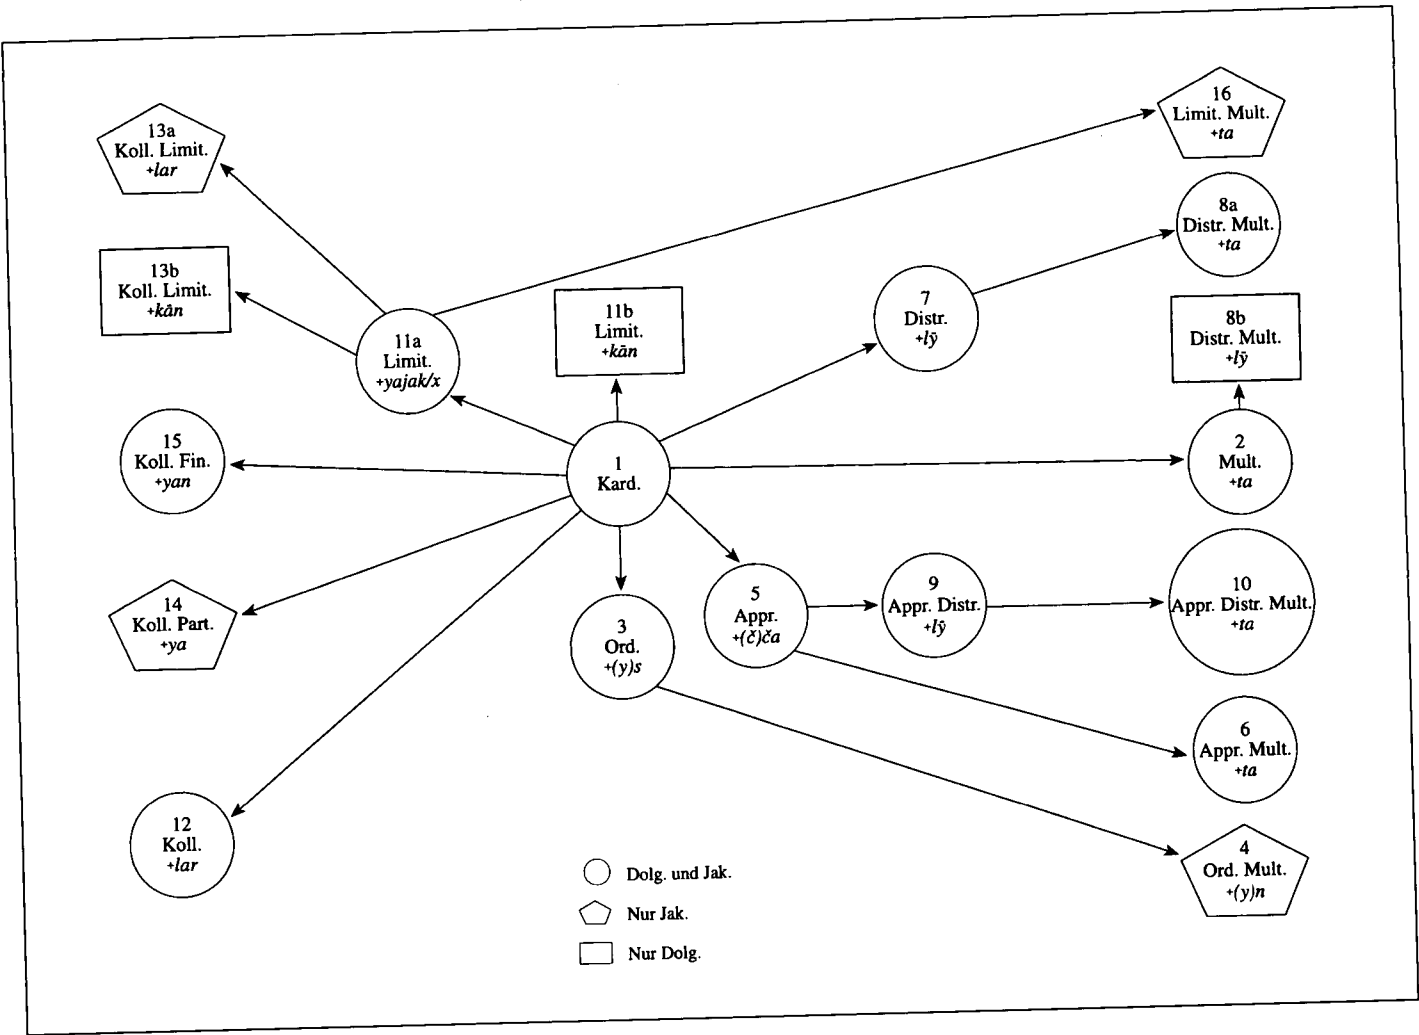 13a
Koll. Limit.
+lar
16
Limit. Mult.
+ta
8a
Distr. Mult.
+ta
13b
Koll. Limit.
+kân
11a
Limit.
+yajak/x
11b
Limit.
+kān
7
Distr.
+lȳ
8b
Distr. Mult.
+lȳ
15
Koll. Fin.
+yan
1
Kard.
2
Mult.
+ta
14
Koll. Part.
+ya
3
Ord.
+(y)s
5
Appr.
+(č)ča
9
Appr. Distr.
+lȳ
10
Appr. Distr. Mult.
+ta
6
Appr. Mult.
+ta
12
Koll.
+lar
4
Ord. Mult.
+(y)n
Dolg. und Jak.
Nur Jak.
Nur Dolg.